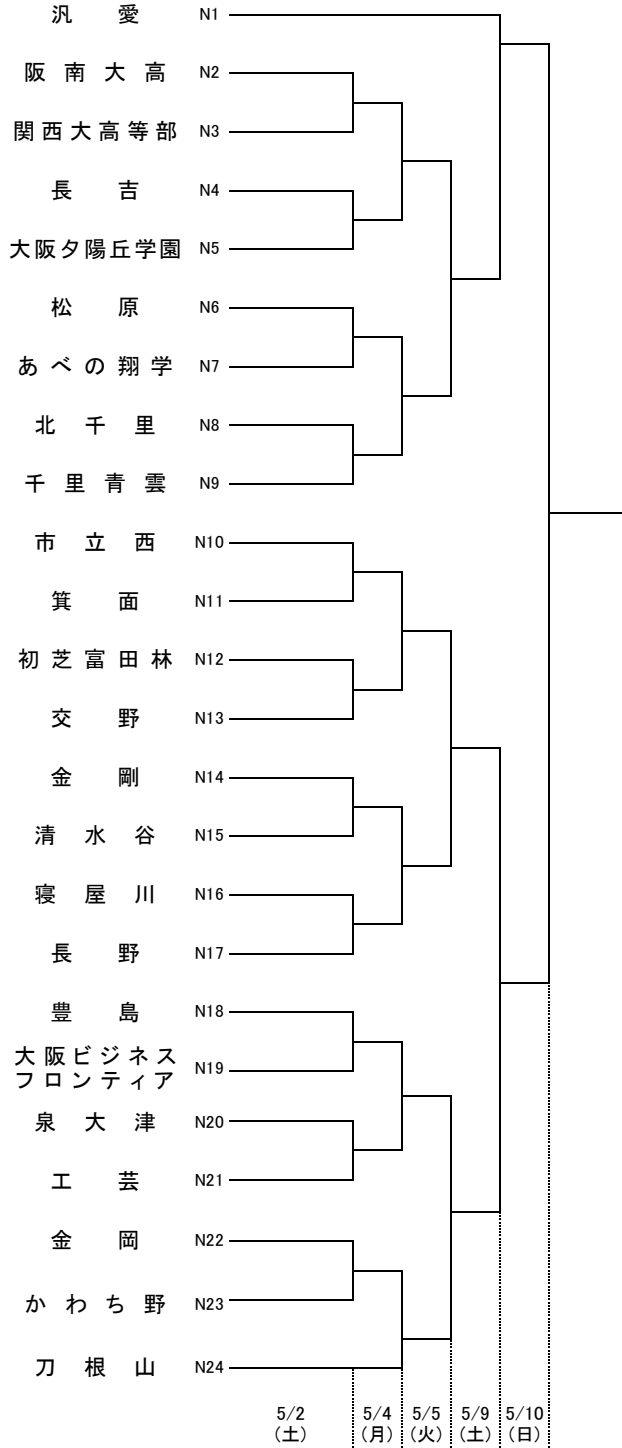 汎愛 N1
阪南大高 N2
関西大高等部 N3
長吉 N4
大阪夕陽丘学園 N5
松原 N6
あべの翔学 N7
北千里 N8
千里青雲 N9
市立西 N10
箕面 N11
初芝富田林 N12
交野 N13
金剛 N14
清水谷 N15
寝屋川 N16
長野 N17
豊島 N18
大阪ビジネス
フロンティア N19
泉大津 N20
工芸 N21
金岡 N22
かわち野 N23
刀根山 N24
5/2 5/4 5/5 5/9 5/10
(土) (月) (火) (土) (日)